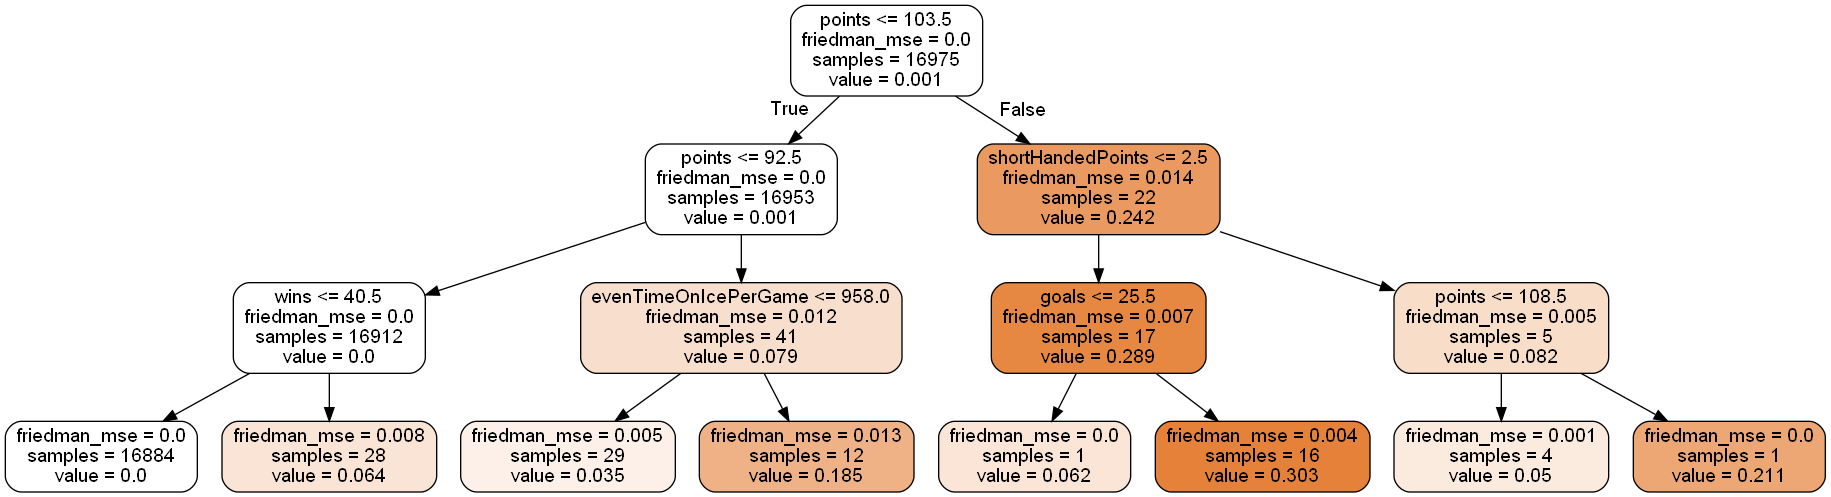 points <= 103.5
friedman_mse = 0.0
samples = 16975
value = 0.001
True
False
points <= 92.5
friedman_mse = 0.0
samples = 16953
value = 0.001
shortHandedPoints <= 2.5
friedman_mse = 0.014
samples = 22
value = 0.242
wins <= 40.5
friedman_mse = 0.0
samples = 16912
value = 0.0
evenTimeOnIcePerGame <= 958.0
friedman_mse = 0.012
samples = 41
value = 0.079
goals <= 25.5
friedman_mse = 0.007
samples = 17
value = 0.289
points <= 108.5
friedman_mse = 0.005
samples = 5
value = 0.082
friedman_mse = 0.0
samples = 16884
value = 0.0
friedman_mse = 0.008
samples = 28
value = 0.064
friedman_mse = 0.005
samples = 29
value = 0.035
friedman_mse = 0.013
samples = 12
value = 0.185
friedman_mse = 0.0
samples = 1
value = 0.062
friedman_mse = 0.004
samples = 16
value = 0.303
friedman_mse = 0.001
samples = 4
value = 0.05
friedman_mse = 0.0
samples = 1
value = 0.211